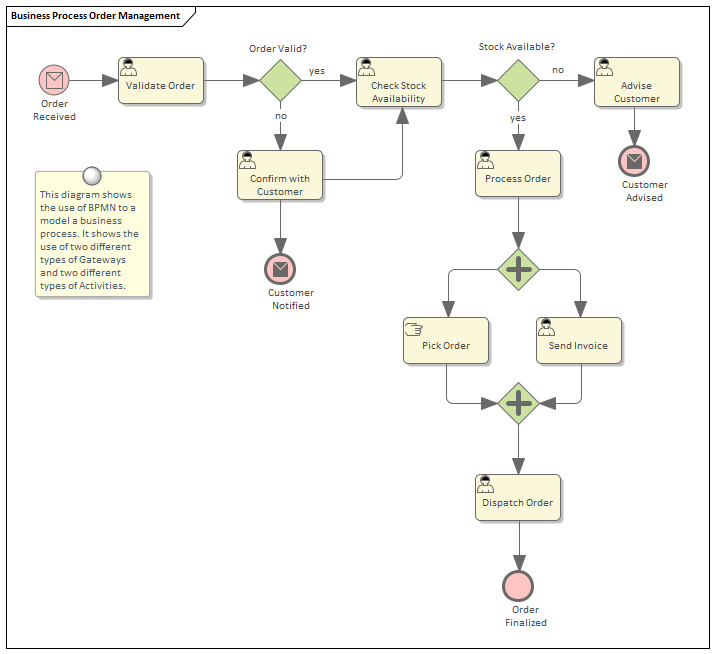 Business Process Order Management
Order Valid?
Stock Available?
Validate Order
yes
Check Stock
Availability
no
Advise
Customer
Order
Received
no
yes
Confirm with
Customer
Process Order
Customer
Advised
This diagram shows
the use of BPMN to a
model a business
process. It shows the
use of two different
types of Gateways
and two different
types of Activities.
Customer
Notified
Pick Order
Send Invoice
Dispatch Order
Order
Finalized